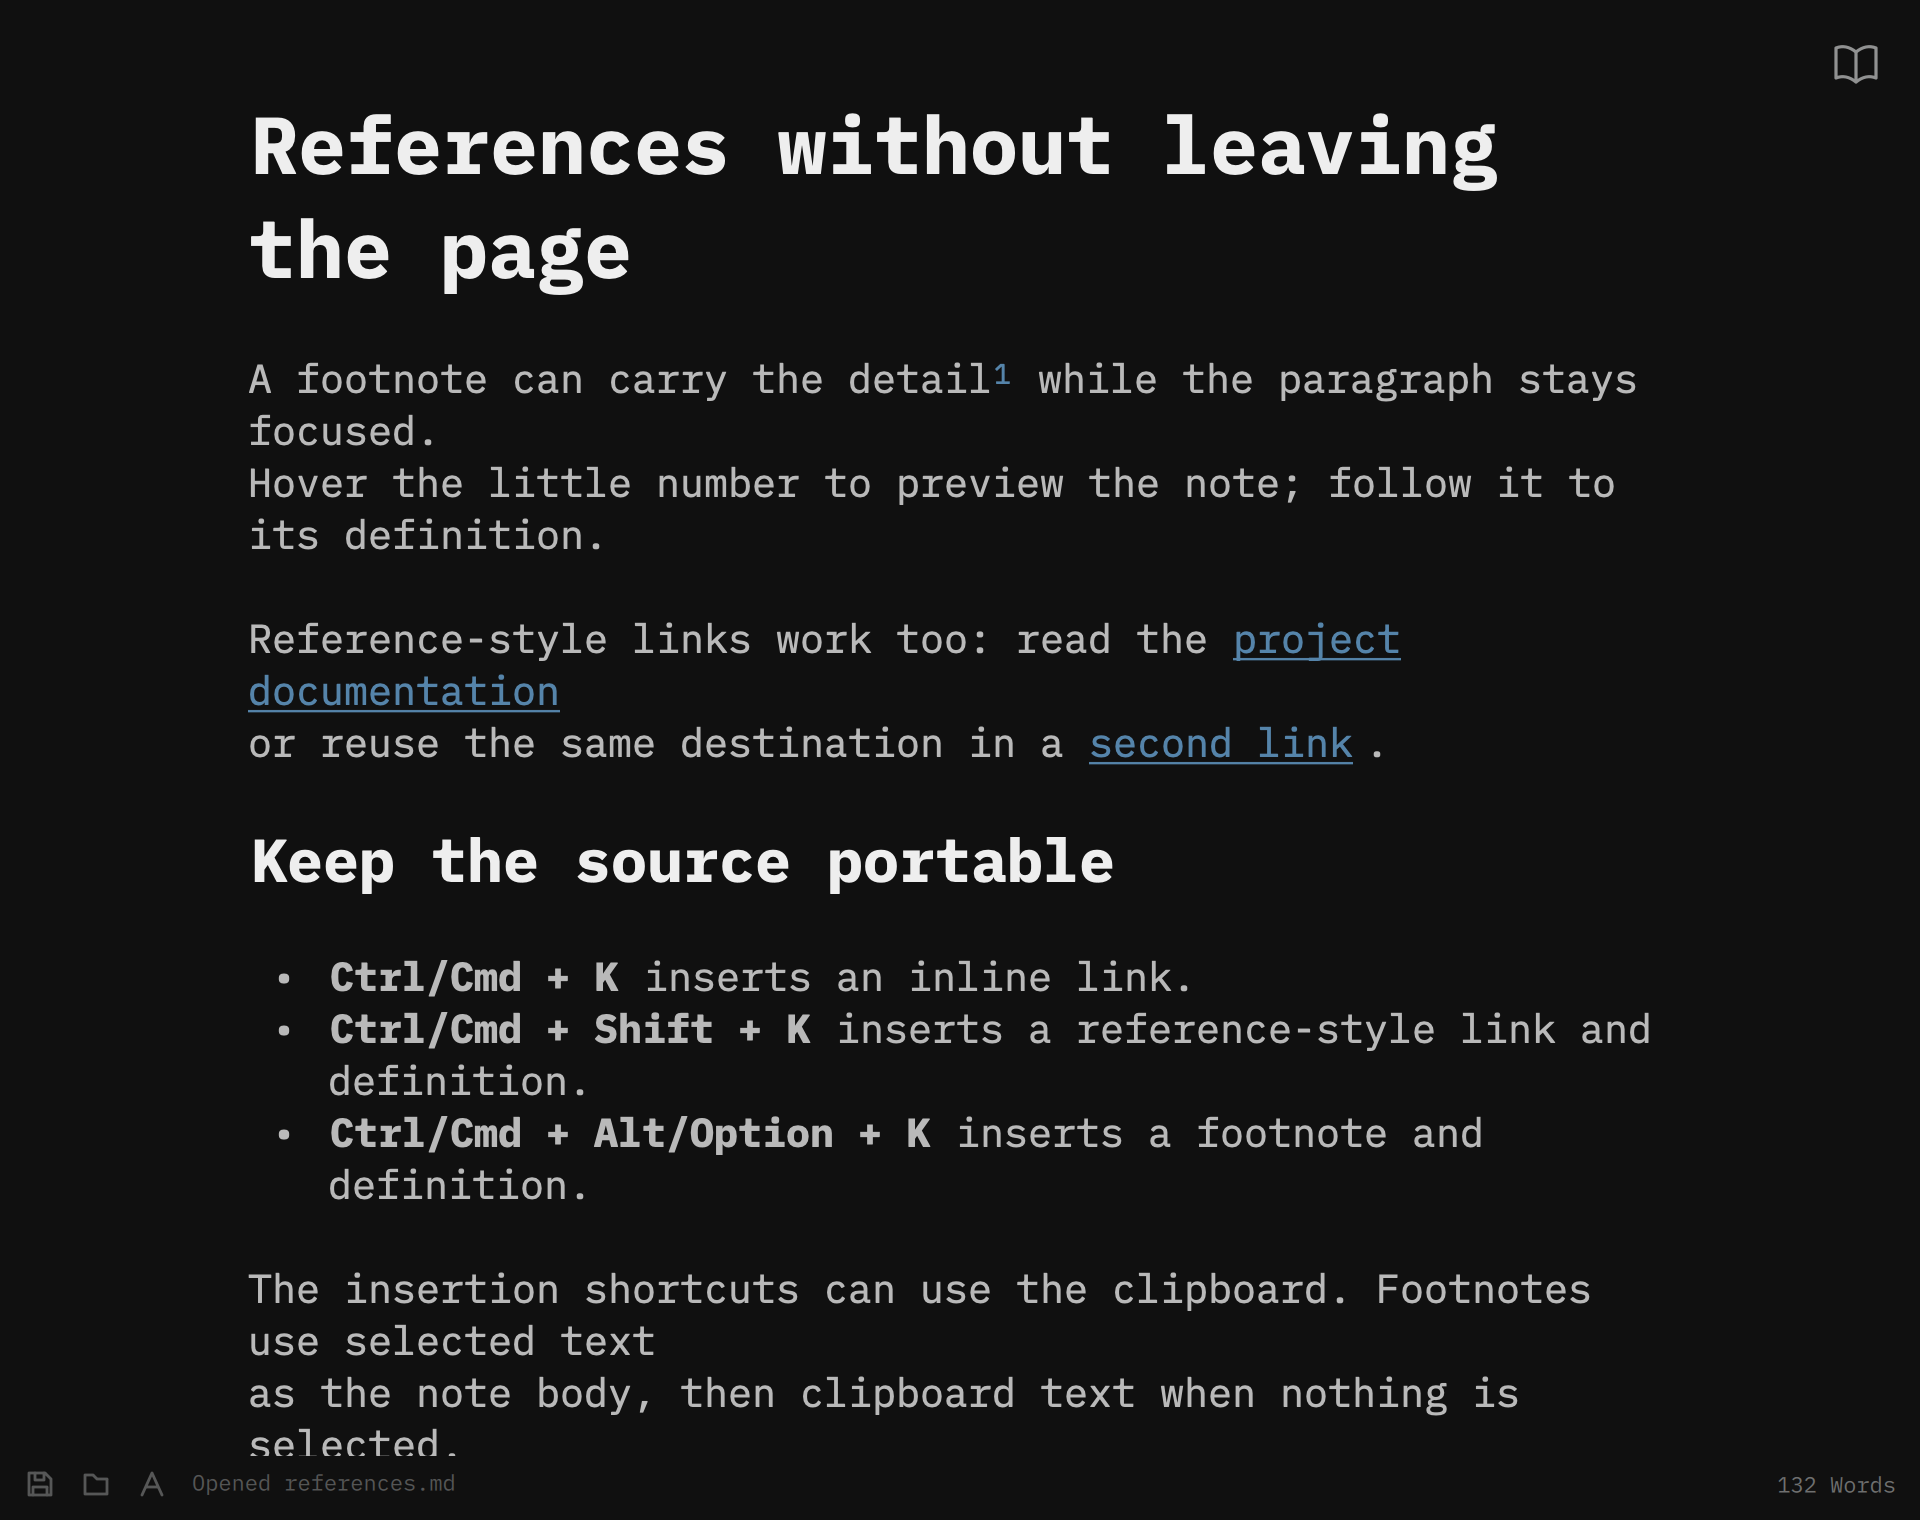 References without leaving
the page
A footnote can carry the detail¹ while the paragraph stays
focused.
Hover the little number to preview the note; follow it to
its definition.
Reference-style links work too: read the project
documentation
or reuse the same destination in a second link .
Keep the source portable
• Ctrl/Cmd + K inserts an inline link.
• Ctrl/Cmd + Shift + K inserts a reference-style link and
definition.
• Ctrl/Cmd + Alt/Option + K inserts a footnote and
definition.
The insertion shortcuts can use the clipboard. Footnotes
use selected text
as the note body, then clipboard text when nothing is
selected.
Opened references.md
132 Words